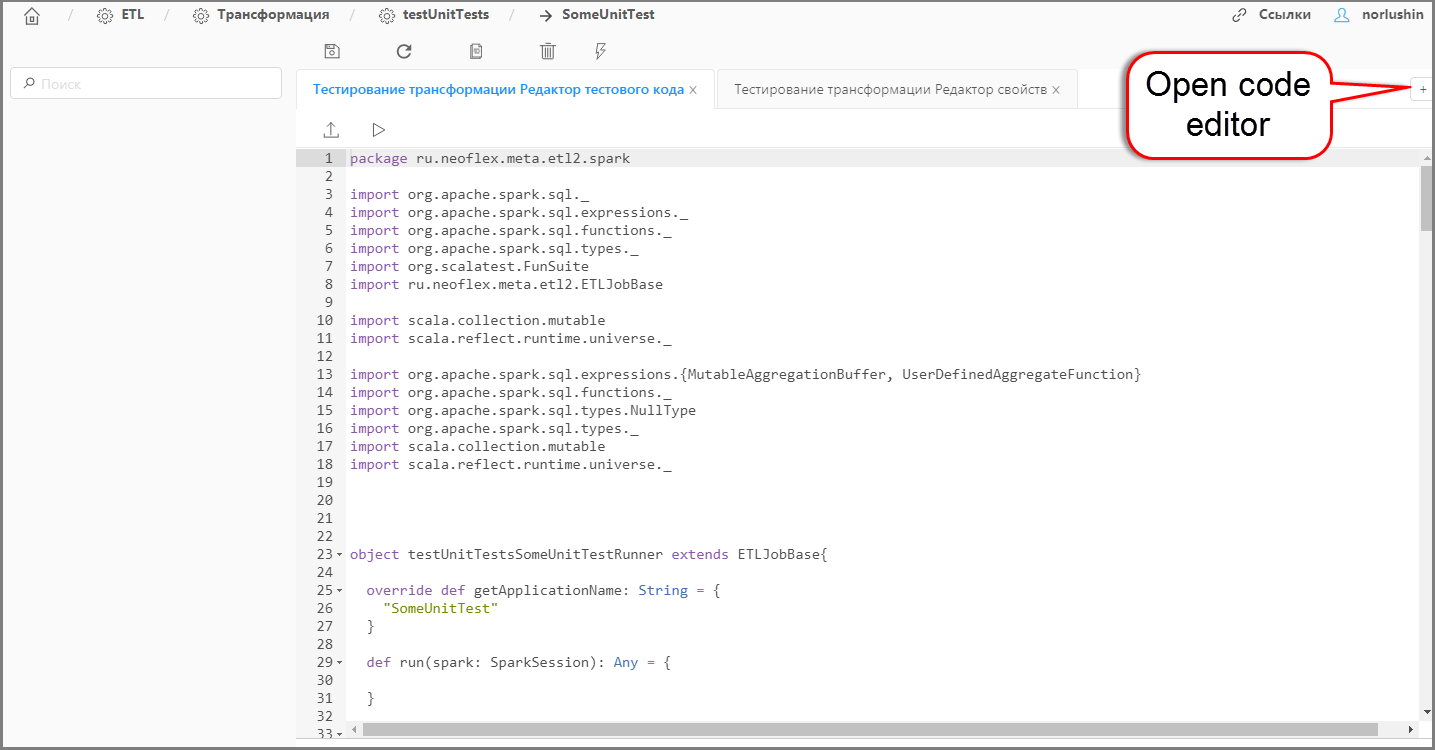 ETL / Трансформация / testUnitTests / SomeUnitTest Ссылки norlushin
Поиск
Тестирование трансформации Редактор тестового кода × Тестирование трансформации Редактор свойств × +
Open code
editor
1 package ru.neoflex.meta.etl2.spark
2
3 import org.apache.spark.sql._
4 import org.apache.spark.sql.expressions._
5 import org.apache.spark.sql.functions._
6 import org.apache.spark.sql.types._
7 import org.scalatest.FunSuite
8 import ru.neoflex.meta.etl2.ETLJobBase
9
10 import scala.collection.mutable
11 import scala.reflect.runtime.universe._
12
13 import org.apache.spark.sql.expressions.{MutableAggregationBuffer, UserDefinedAggregateFunction}
14 import org.apache.spark.sql.functions._
15 import org.apache.spark.sql.types.NullType
16 import org.apache.spark.sql.types._
17 import scala.collection.mutable
18 import scala.reflect.runtime.universe._
19
20
21
22
23 object testUnitTestsSomeUnitTestRunner extends ETLJobBase{
24
25 override def getApplicationName: String = {
26 "SomeUnitTest"
27 }
28
29 def run(spark: SparkSession): Any = {
30
31 }
32
33